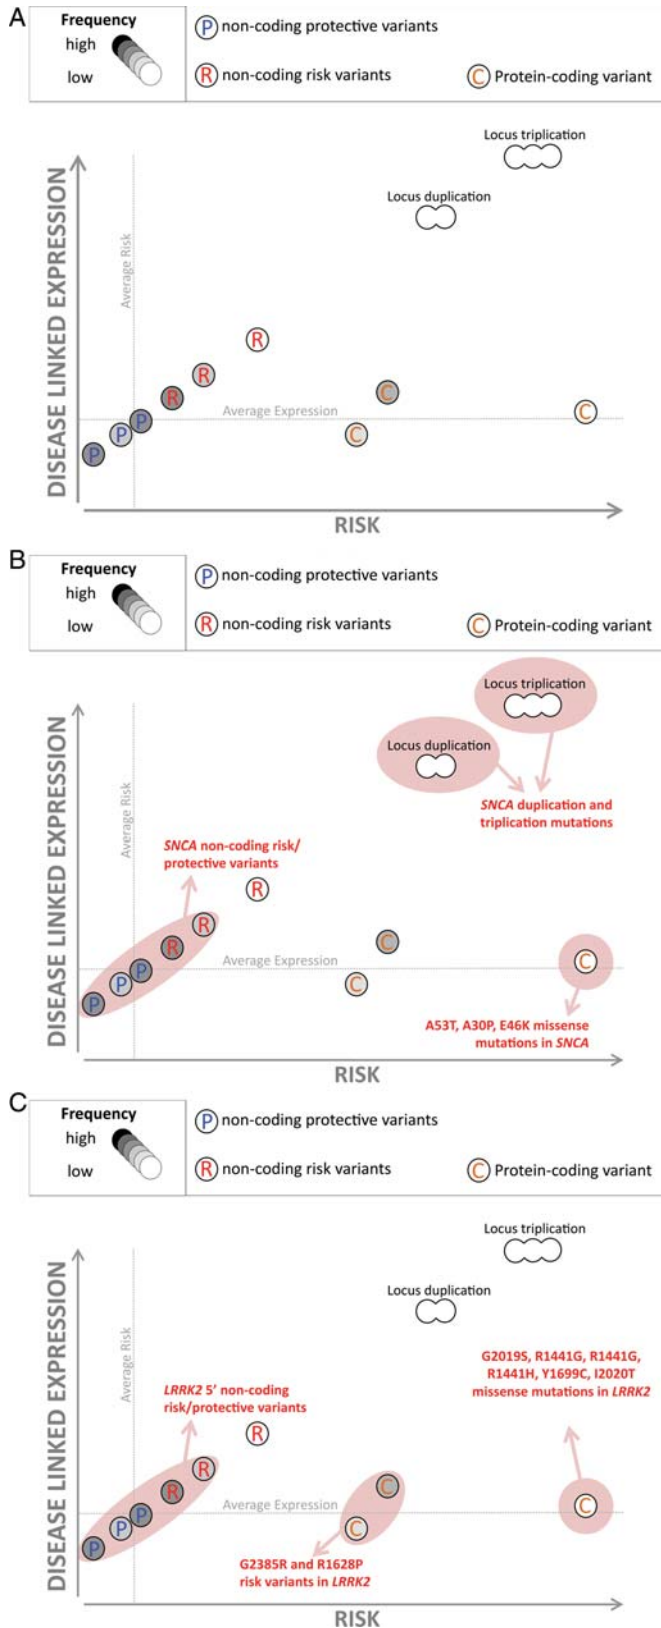 A
Frequency
high
low
P non-coding protective variants
R non-coding risk variants
C Protein-coding variant
Locus triplication
Locus duplication
DISEASE LINKED EXPRESSION
Average Risk
R
R
R
C
Average Expression
C
P
P
C
P
RISK
B
Frequency
high
low
P non-coding protective variants
R non-coding risk variants
C Protein-coding variant
Locus triplication
Locus duplication
SNCA duplication and
triplication mutations
DISEASE LINKED EXPRESSION
Average Risk
SNCA non-coding risk/
protective variants
R
R
R
C
Average Expression
C
P
P
C
P
A53T, A30P, E46K missense
mutations in SNCA
RISK
C
Frequency
high
low
P non-coding protective variants
R non-coding risk variants
C Protein-coding variant
Locus triplication
Locus duplication
DISEASE LINKED EXPRESSION
Average Risk
G2019S, R1441G, R1441G,
R1441H, Y1699C, I2020T
missense mutations in LRRK2
LRRK2 5' non-coding
risk/protective variants
R
R
R
C
Average Expression
C
P
P
C
P
G2385R and R1628P
risk variants in LRRK2
RISK